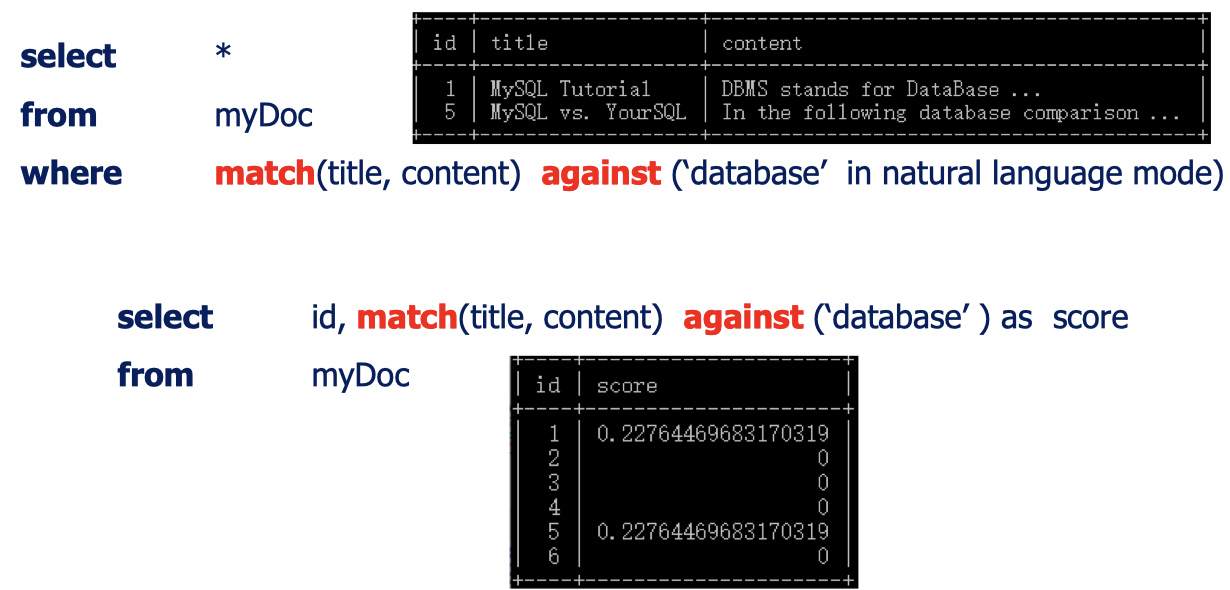 select *
from myDoc
where match(title, content) against (‘database’ in natural language mode)
+----+-----------------------+------------------------------------------+
| id | title | content |
+----+-----------------------+------------------------------------------+
| 1 | MySQL Tutorial | DBMS stands for DataBase ... |
| 5 | MySQL vs. YourSQL | In the following database comparison ... |
+----+-----------------------+------------------------------------------+
select id, match(title, content) against (‘database’ ) as score
from myDoc
+----+---------------------+
| id | score |
+----+---------------------+
| 1 | 0.22764469683170319 |
| 2 | 0 |
| 3 | 0 |
| 4 | 0 |
| 5 | 0.22764469683170319 |
| 6 | 0 |
+----+---------------------+